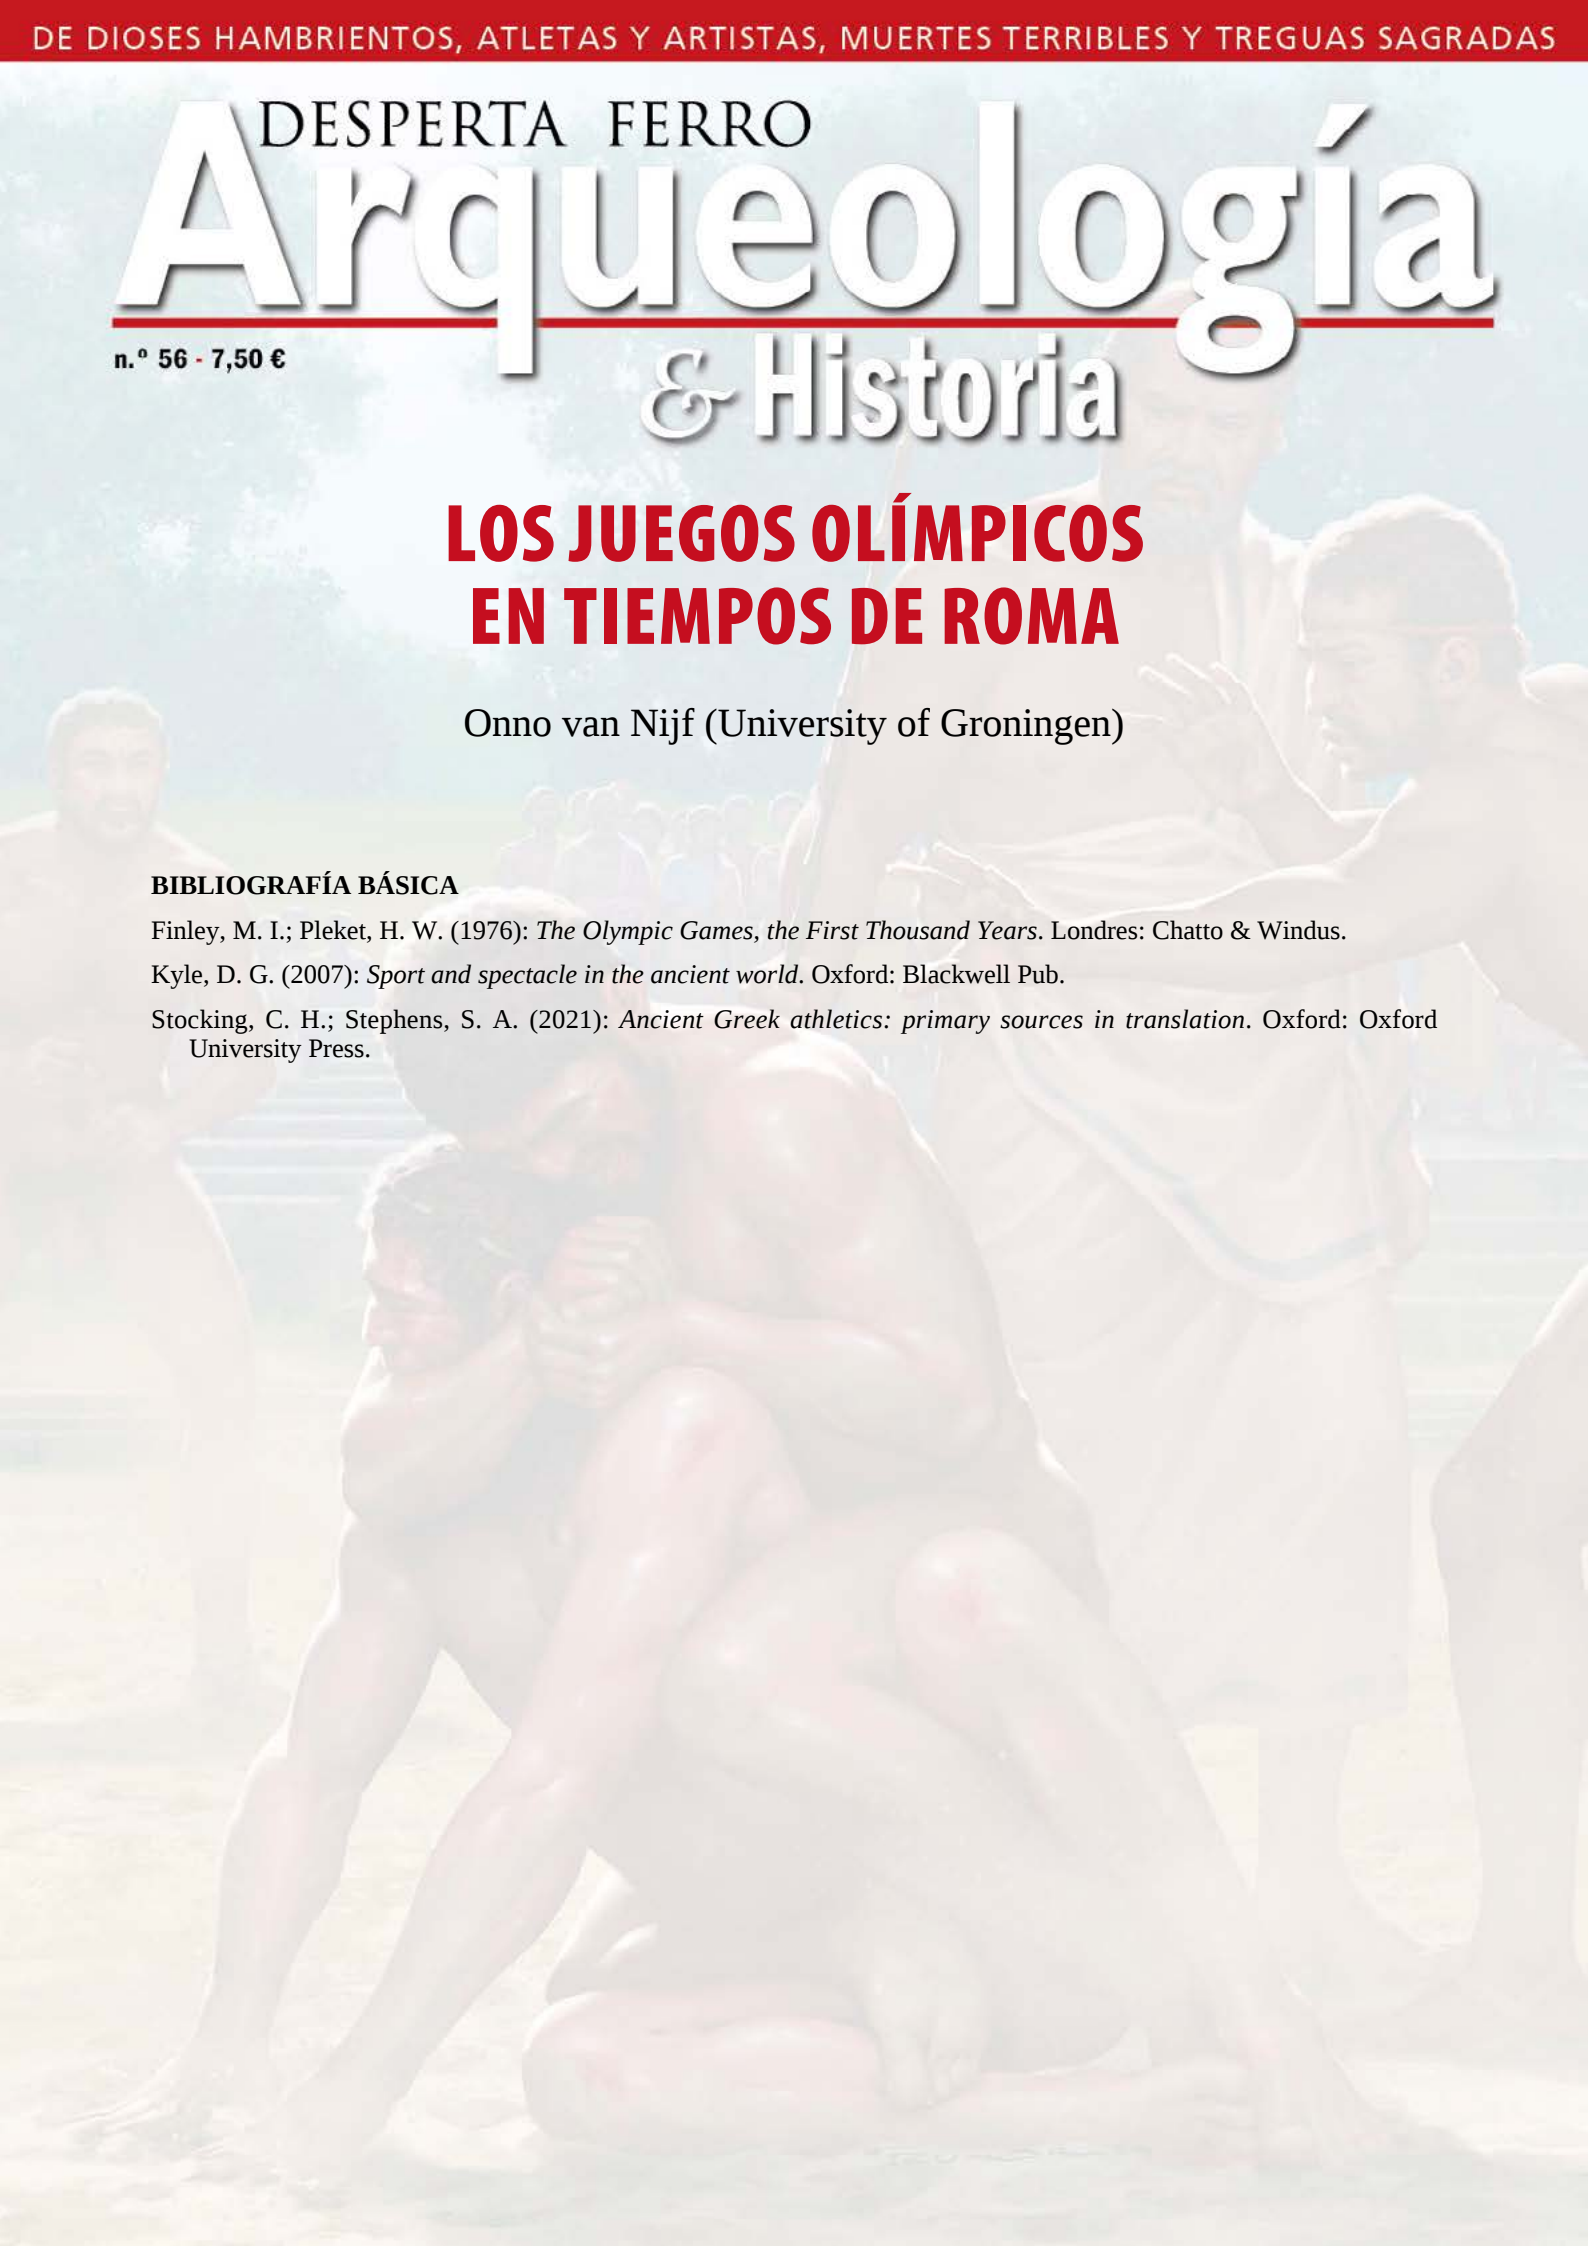 DE DIOSES HAMBRIENTOS, ATLETAS Y ARTISTAS, MUERTES TERRIBLES Y TREGUAS SAGRADAS
DESPERTA FERRO
Arqueología
& Historia
n.º 56 - 7,50 €
LOS JUEGOS OLÍMPICOS
EN TIEMPOS DE ROMA
Onno van Nijf (University of Groningen)
BIBLIOGRAFÍA BÁSICA
Finley, M. I.; Pleket, H. W. (1976): The Olympic Games, the First Thousand Years. Londres: Chatto & Windus.
Kyle, D. G. (2007): Sport and spectacle in the ancient world. Oxford: Blackwell Pub.
Stocking, C. H.; Stephens, S. A. (2021): Ancient Greek athletics: primary sources in translation. Oxford: Oxford
University Press.